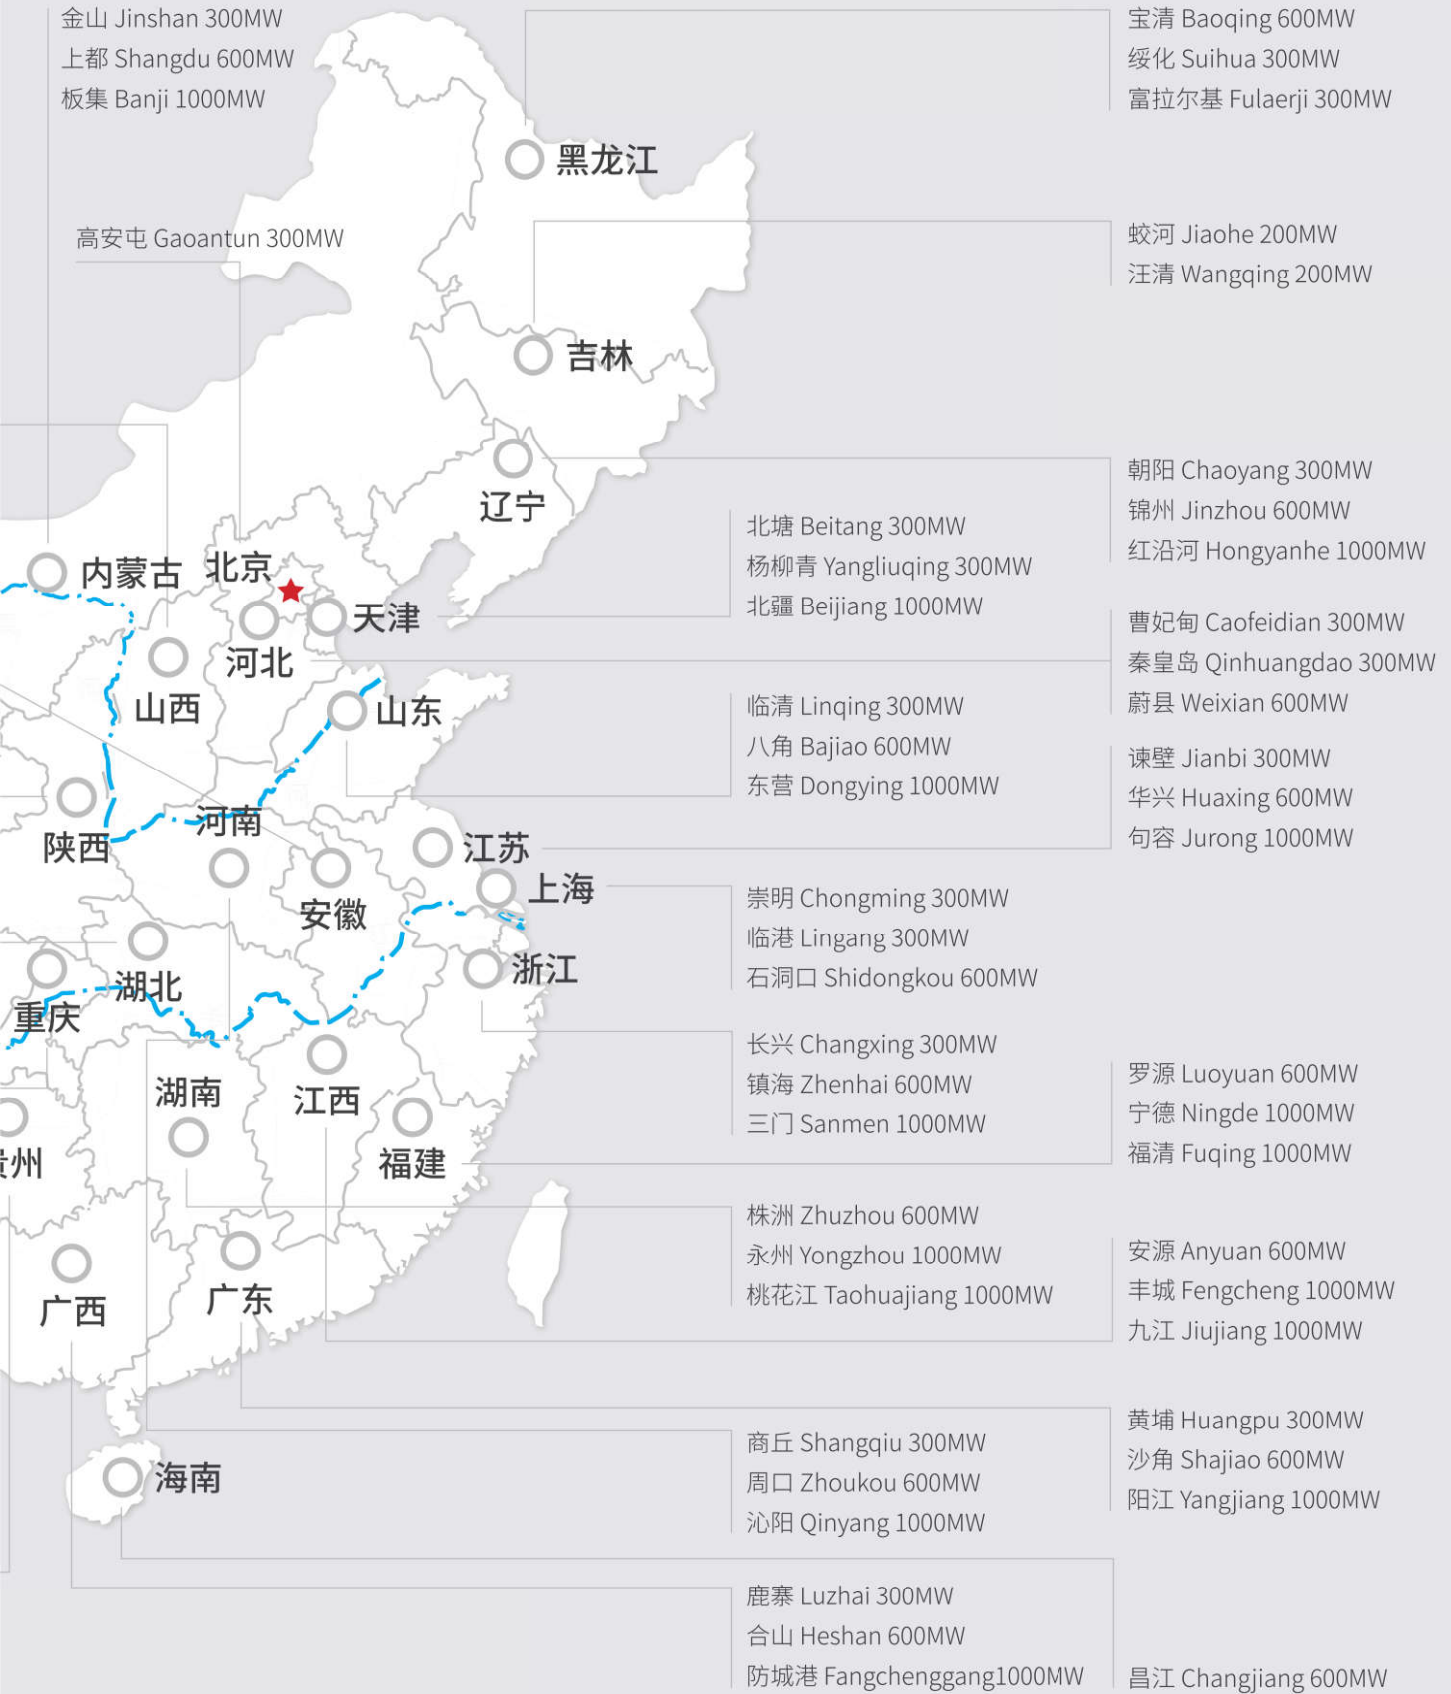 金山 Jinshan 300MW
上都 Shangdu 600MW
板集 Banji 1000MW
宝清 Baoqing 600MW
绥化 Suihua 300MW
富拉尔基 Fulaerji 300MW
黑龙江
高安屯 Gaoantun 300MW
蛟河 Jiaohe 200MW
汪清 Wangqing 200MW
吉林
辽宁
朝阳 Chaoyang 300MW
锦州 Jinzhou 600MW
红沿河 Hongyanhe 1000MW
北塘 Beitang 300MW
杨柳青 Yangliuqing 300MW
北疆 Beijiang 1000MW
内蒙古
北京
天津
河北
山西
山东
曹妃甸 Caofeidian 300MW
秦皇岛 Qinhuangdao 300MW
蔚县 Weixian 600MW
临清 Linqing 300MW
八角 Bajiao 600MW
东营 Dongying 1000MW
谏壁 Jianbi 300MW
华兴 Huaxing 600MW
句容 Jurong 1000MW
河南
陕西
江苏
上海
安徽
崇明 Chongming 300MW
临港 Lingang 300MW
石洞口 Shidongkou 600MW
浙江
湖北
重庆
长兴 Changxing 300MW
镇海 Zhenhai 600MW
三门 Sanmen 1000MW
罗源 Luoyuan 600MW
宁德 Ningde 1000MW
福清 Fuqing 1000MW
湖南
江西
福建
贵州
株洲 Zhuzhou 600MW
永州 Yongzhou 1000MW
桃花江 Taohuajiang 1000MW
安源 Anyuan 600MW
丰城 Fengcheng 1000MW
九江 Jiujiang 1000MW
广西
广东
黄埔 Huangpu 300MW
沙角 Shajiao 600MW
阳江 Yangjiang 1000MW
海南
商丘 Shangqiu 300MW
周口 Zhoukou 600MW
沁阳 Qinyang 1000MW
鹿寨 Luzhai 300MW
合山 Heshan 600MW
防城港 Fangchenggang1000MW
昌江 Changjiang 600MW